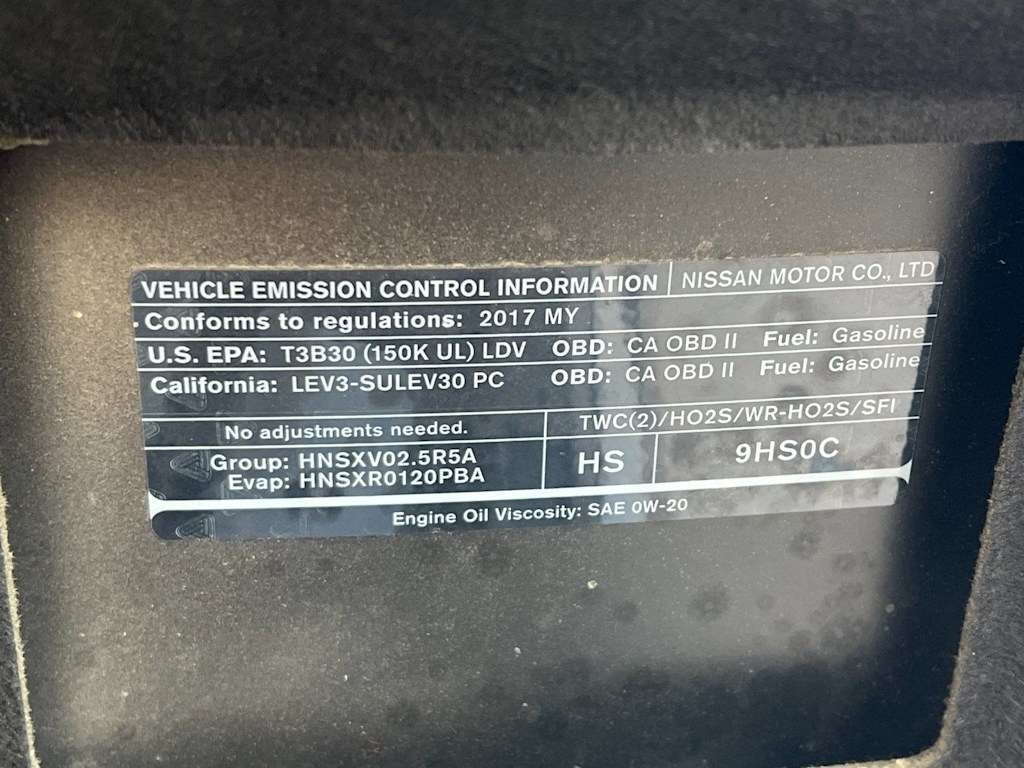 VEHICLE EMISSION CONTROL INFORMATION NISSAN MOTOR CO., LTD
Conforms to regulations: 2017 MY
U.S. EPA: T3B30 (150K UL) LDV OBD: CA OBD II Fuel: Gasoline
California: LEV3-SULEV30 PC OBD: CA OBD II Fuel: Gasoline
No adjustments needed. TWC(2)/HO2S/WR-HO2S/SFI
Group: HNSXV02.5R5A
Evap: HNSXR0120PBA
HS 9HS0C
Engine Oil Viscosity: SAE 0W-20